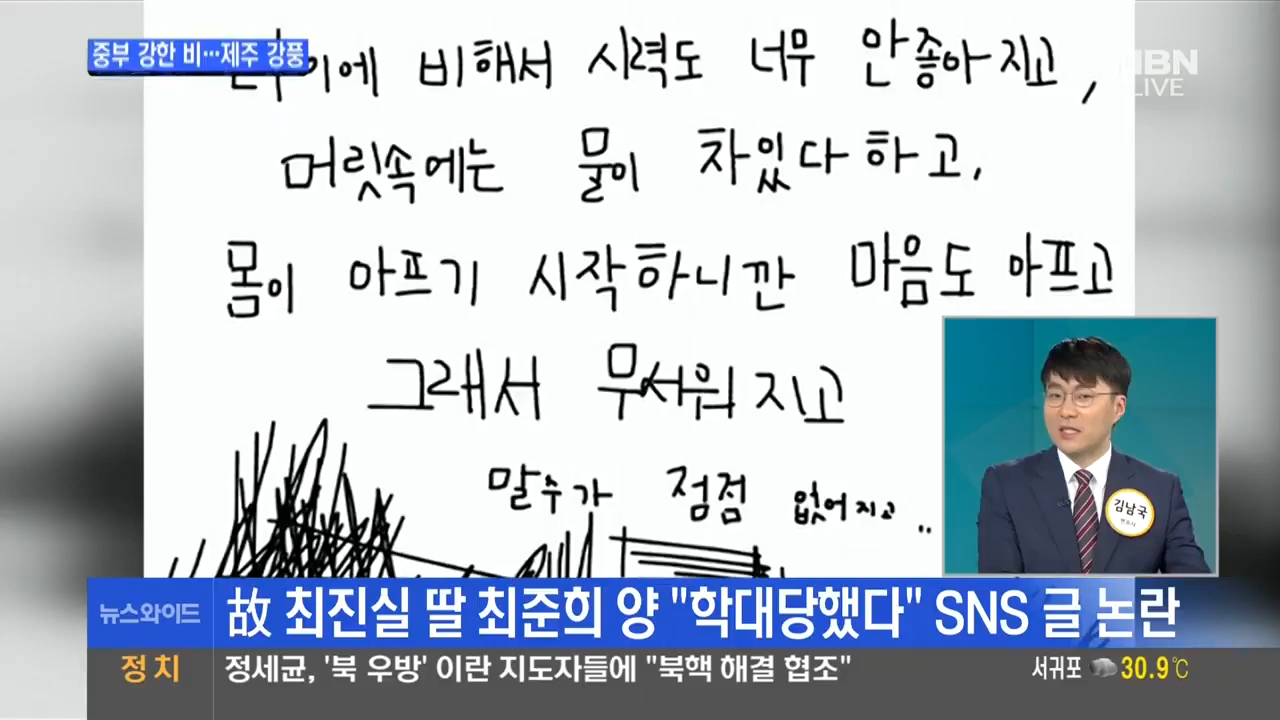 중부 강한 비…제주 강풍
MBN
LIVE
비해서 시력도 너무 안좋아지고,
머릿속에는 물이 차있다하고,
몸이 아프기 시작하니깐 마음도 아프고
그래서 무서워지고
말수가 점점 없어지고..
김남국
변호사
뉴스와이드
故 최진실 딸 최준희 양 "학대당했다" SNS 글 논란
정치
정세균, '북 우방' 이란 지도자들에 "북핵 해결 협조"
서귀포 30.9℃